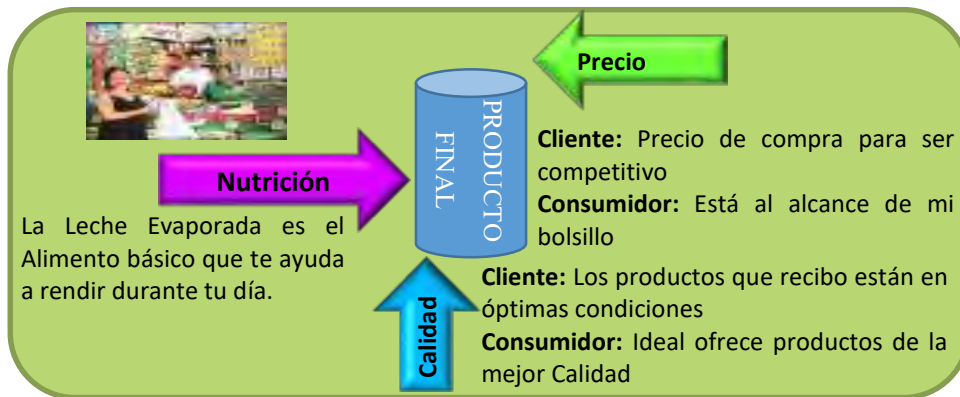 Precio
PRODUCTO
FINAL
Cliente: Precio de compra para ser
competitivo
Consumidor: Está al alcance de mi
bolsillo
Nutrición
La Leche Evaporada es el
Alimento básico que te ayuda
a rendir durante tu día.
Calidad
Cliente: Los productos que recibo están en
óptimas condiciones
Consumidor: Ideal ofrece productos de la
mejor Calidad